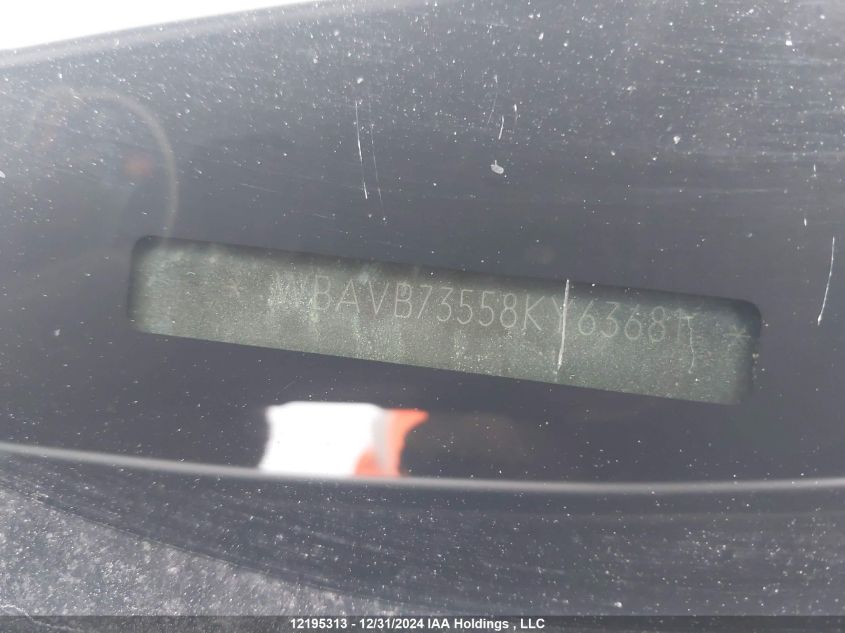 * WBAVB73558KY63681 *
12195313 - 12/31/2024 IAA Holdings , LLC